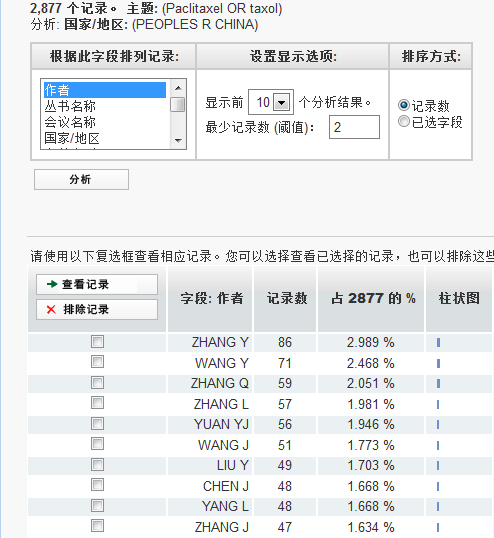 2,877 个记录。 主题: (Paclitaxel OR taxol)
分析: 国家/地区: (PEOPLES R CHINA)
根据此字段排列记录: 设置显示选项: 排序方式:
作者
丛书名称
会议名称
国家/地区
显示前 10 个分析结果。
最少记录数 (阈值): 2
记录数
已选字段
分析
请使用以下复选框查看相应记录。您可以选择查看已选择的记录，也可以排除这些
查看记录
排除记录
字段: 作者 记录数 占 2877 的 % 柱状图
ZHANG Y 86 2.989 %
WANG Y 71 2.468 %
ZHANG Q 59 2.051 %
ZHANG L 57 1.981 %
YUAN YJ 56 1.946 %
WANG J 51 1.773 %
LIU Y 49 1.703 %
CHEN J 48 1.668 %
YANG L 48 1.668 %
ZHANG J 47 1.634 %